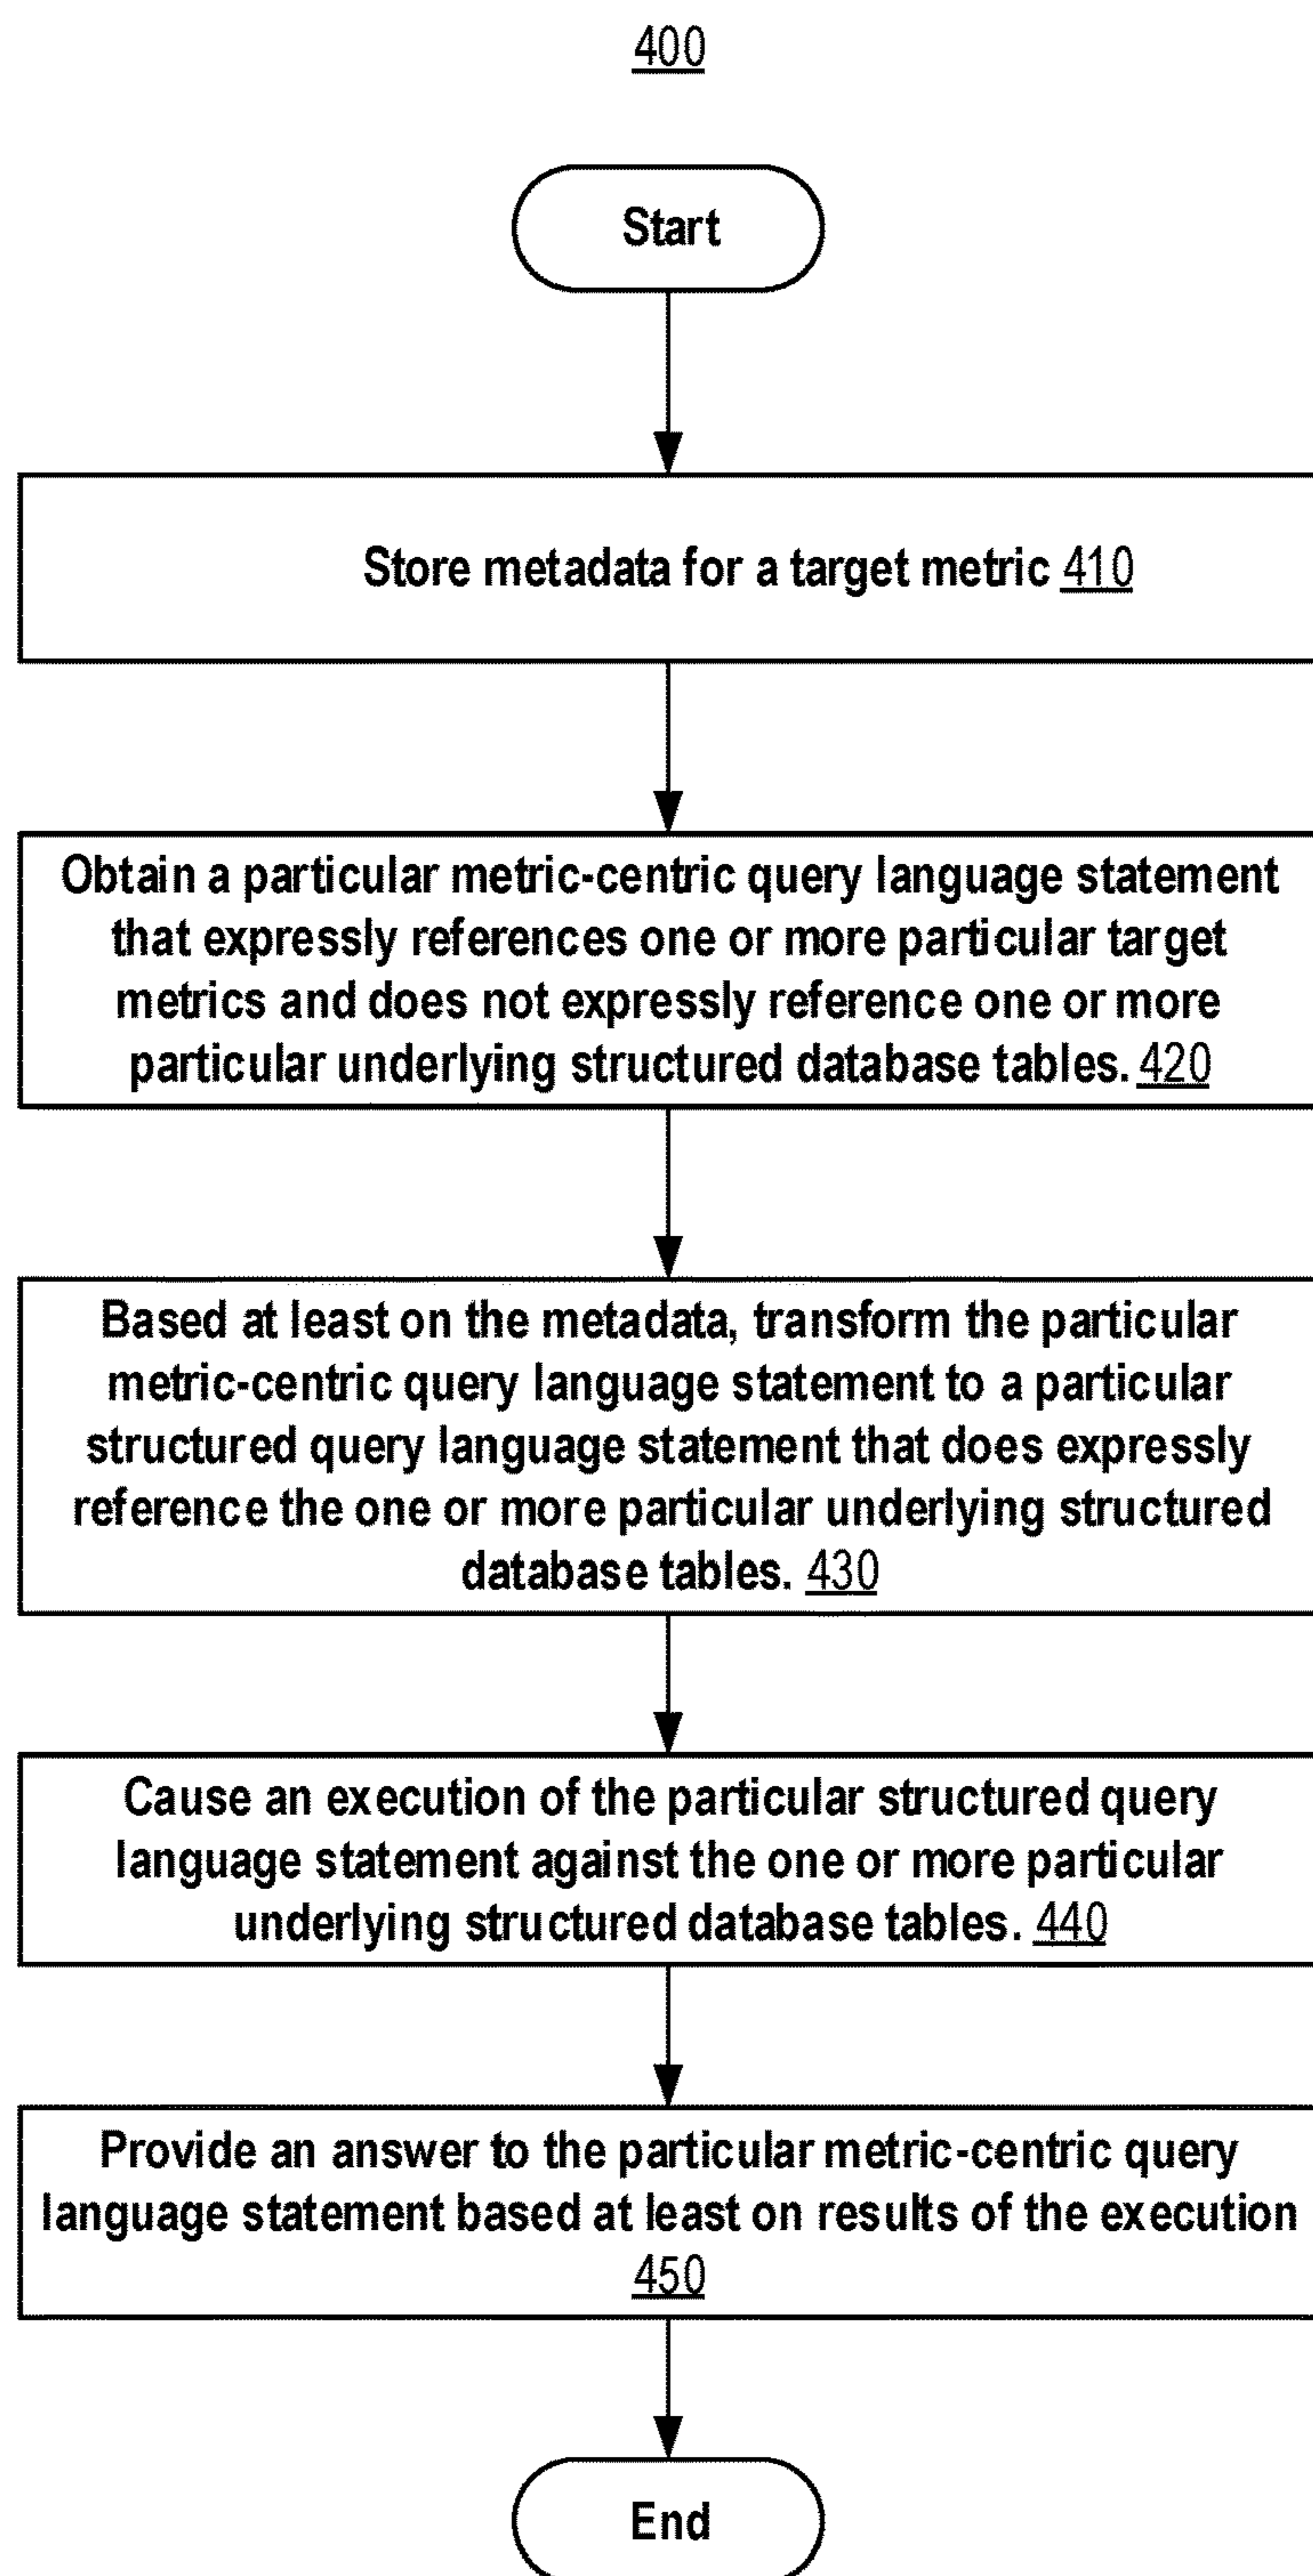 400
Start
Store metadata for a target metric 410
Obtain a particular metric-centric query language statement
that expressly references one or more particular target
metrics and does not expressly reference one or more
particular underlying structured database tables. 420
Based at least on the metadata, transform the particular
metric-centric query language statement to a particular
structured query language statement that does expressly
reference the one or more particular underlying structured
database tables. 430
Cause an execution of the particular structured query
language statement against the one or more particular
underlying structured database tables. 440
Provide an answer to the particular metric-centric query
language statement based at least on results of the execution
450
End